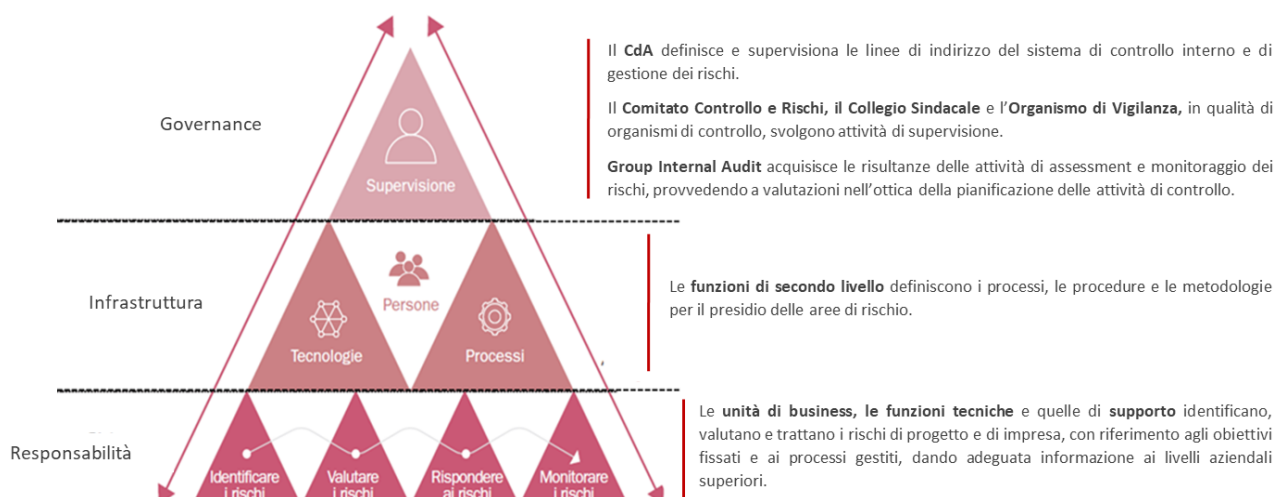 Governance
Supervisione
Il CdA definisce e supervisiona le linee di indirizzo del sistema di controllo interno e di
gestione dei rischi.
Il Comitato Controllo e Rischi, il Collegio Sindacale e l'Organismo di Vigilanza, in qualità di
organismi di controllo, svolgono attività di supervisione.
Group Internal Audit acquisisce le risultanze delle attività di assessment e monitoraggio dei
rischi, provvedendo a valutazioni nell'ottica della pianificazione delle attività di controllo.
Infrastruttura
Persone
Tecnologie
Processi
Le funzioni di secondo livello definiscono i processi, le procedure e le metodologie
per il presidio delle aree di rischio.
Responsabilità
Identificare
i rischi
Valutare
i rischi
Rispondere
ai rischi
Monitorare
i rischi
Le unità di business, le funzioni tecniche e quelle di supporto identificano,
valutano e trattano i rischi di progetto e di impresa, con riferimento agli obiettivi
fissati e ai processi gestiti, dando adeguata informazione ai livelli aziendali
superiori.